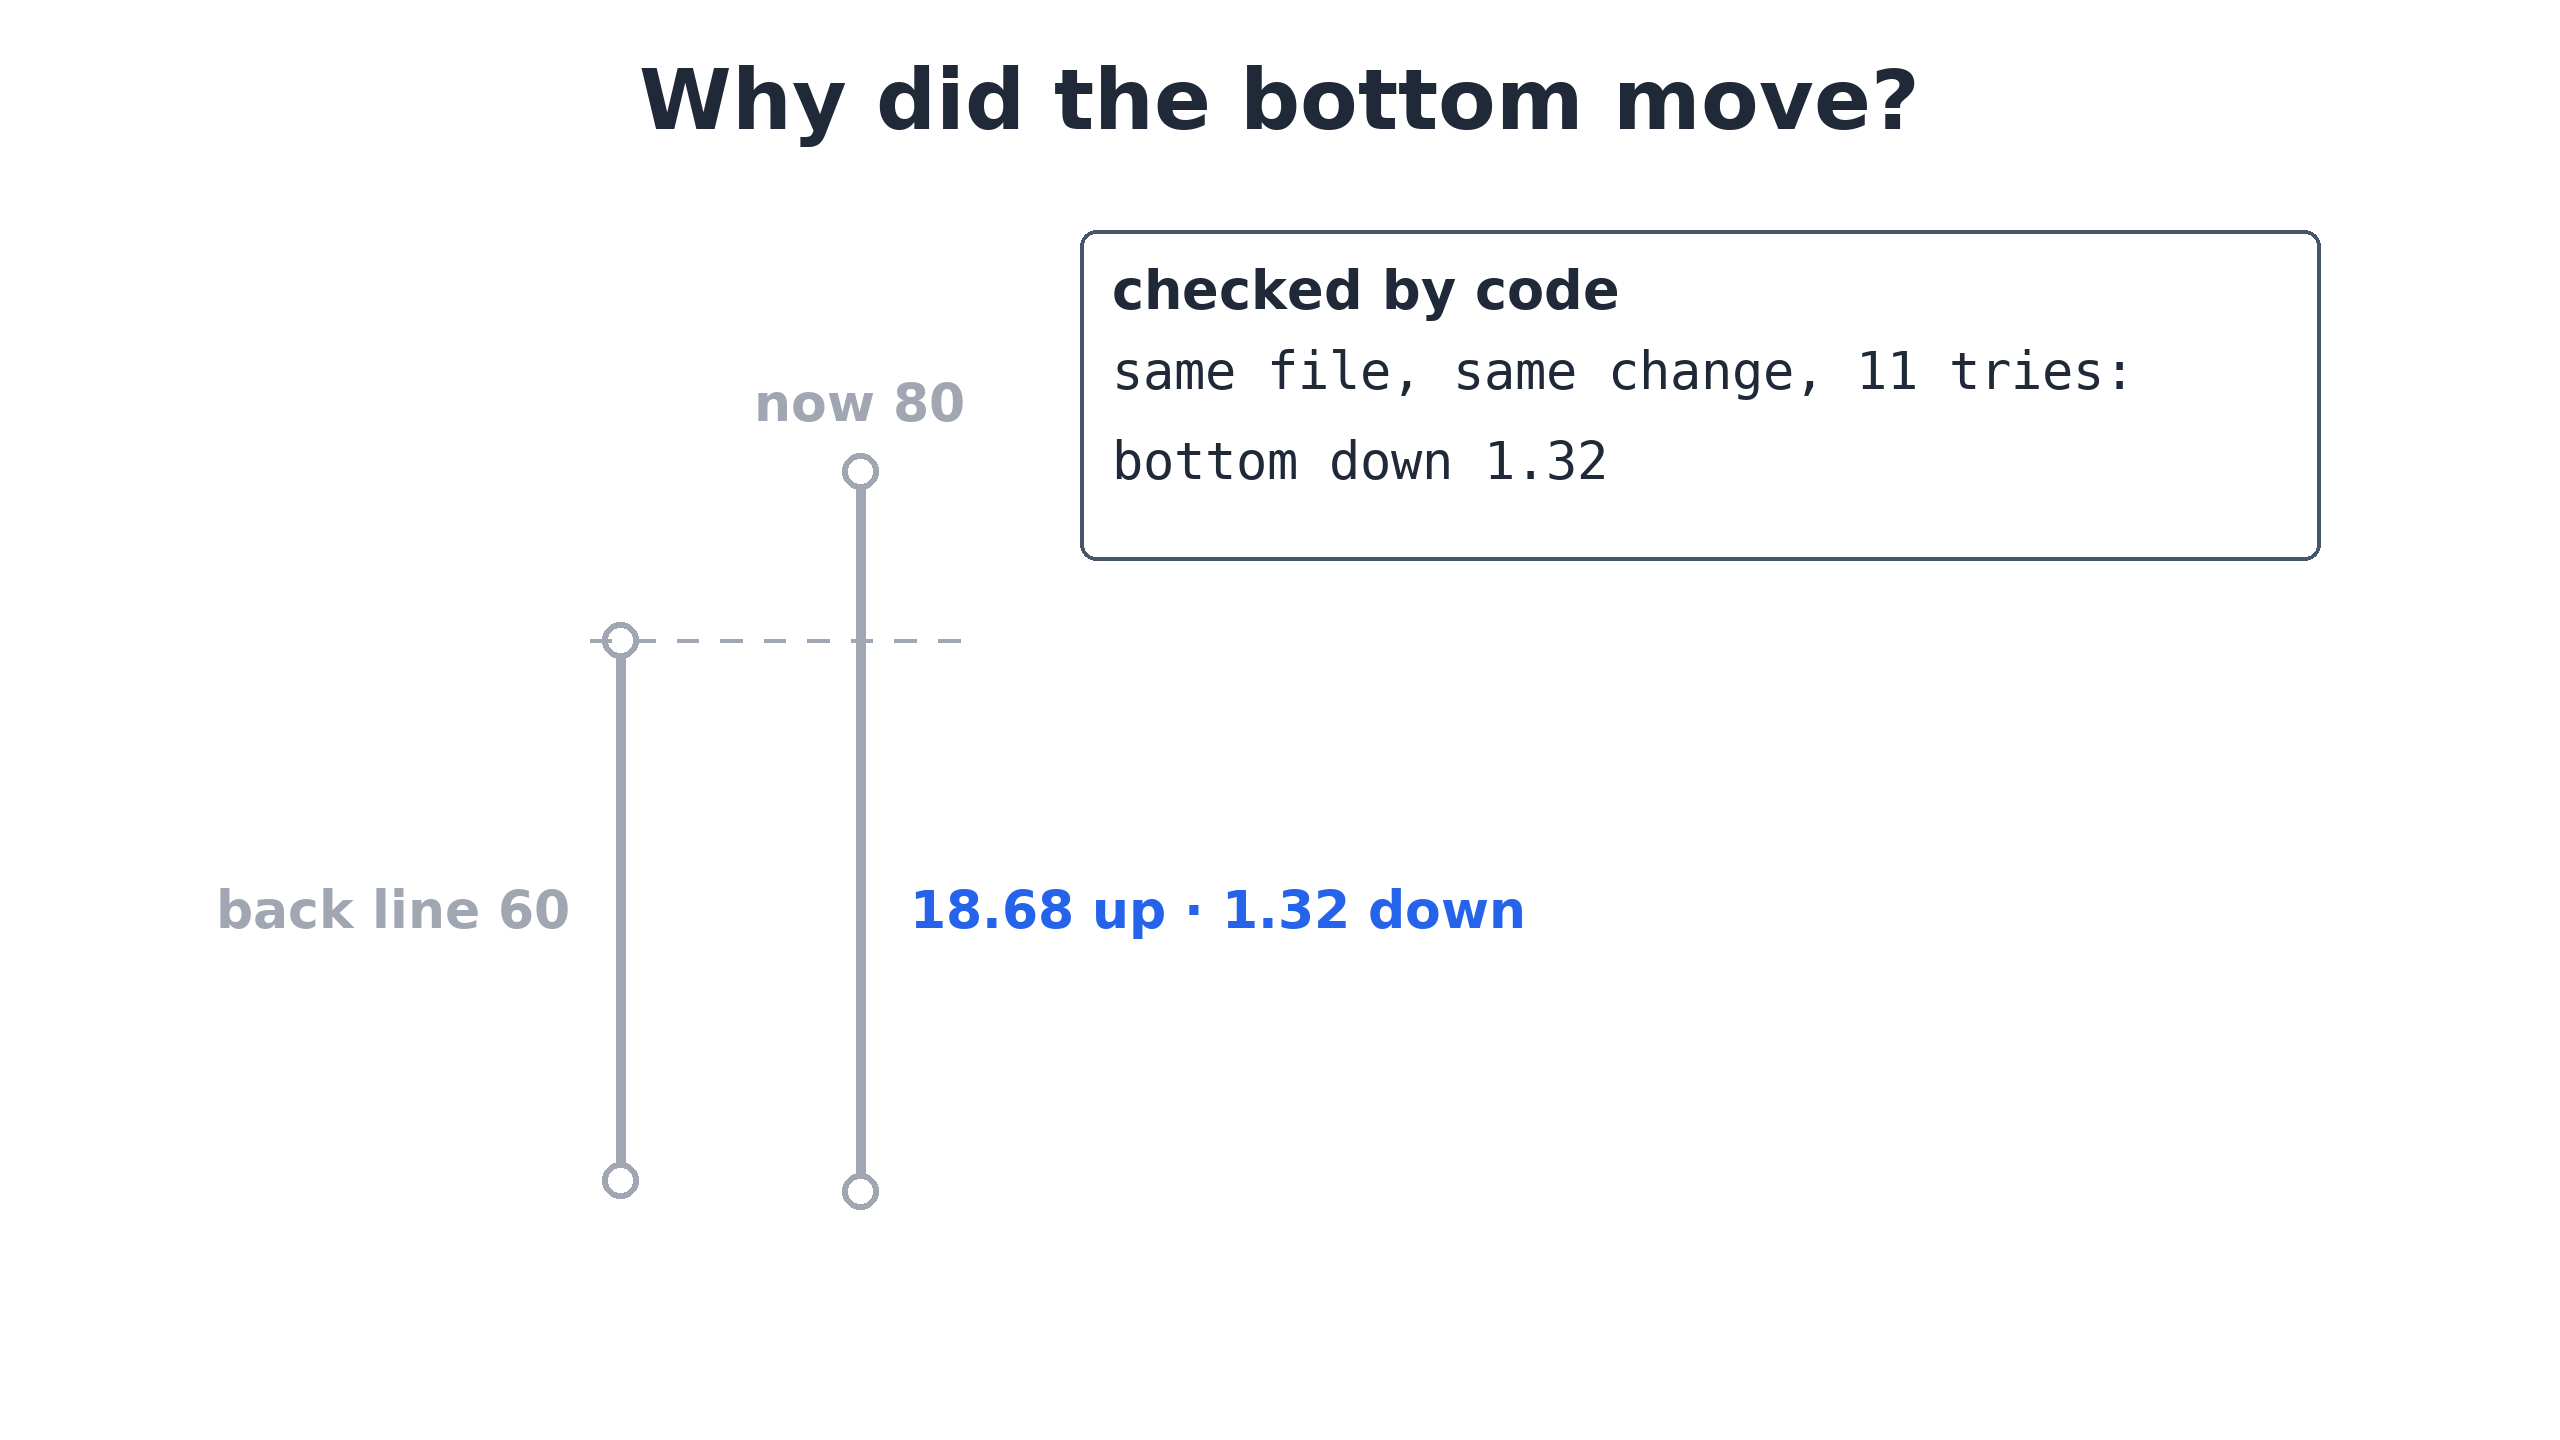 Why did the bottom move?
checked by code
same file, same change, 11 tries:
bottom down 1.32
now 80
back line 60
18.68 up · 1.32 down